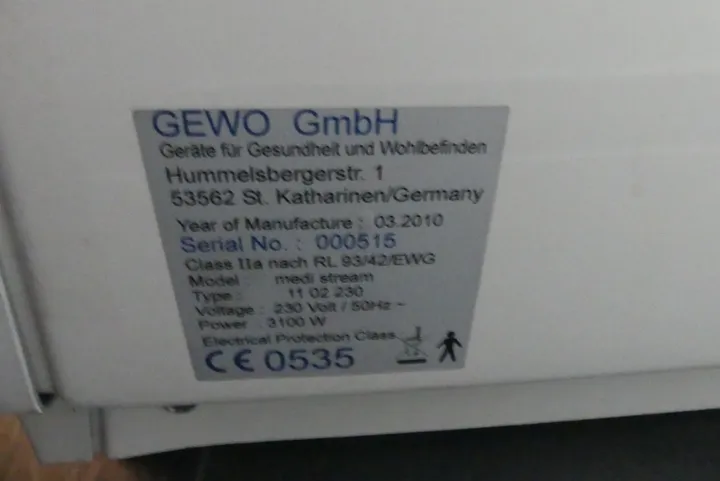 GEWO GmbH
Geräte für Gesundheit und Wohlbefinden
Hummelsbergerstr. 1
53562 St. Katharinen/Germany
Year of Manufacture : 03.2010
Serial No. : 000515
Class IIa nach RL 93/42/EWG
Model : medi stream
Type : 11 02 230
Voltage : 230 Volt / 50Hz ~
Power : 3100 W
Electrical Protection Class
CE 0535